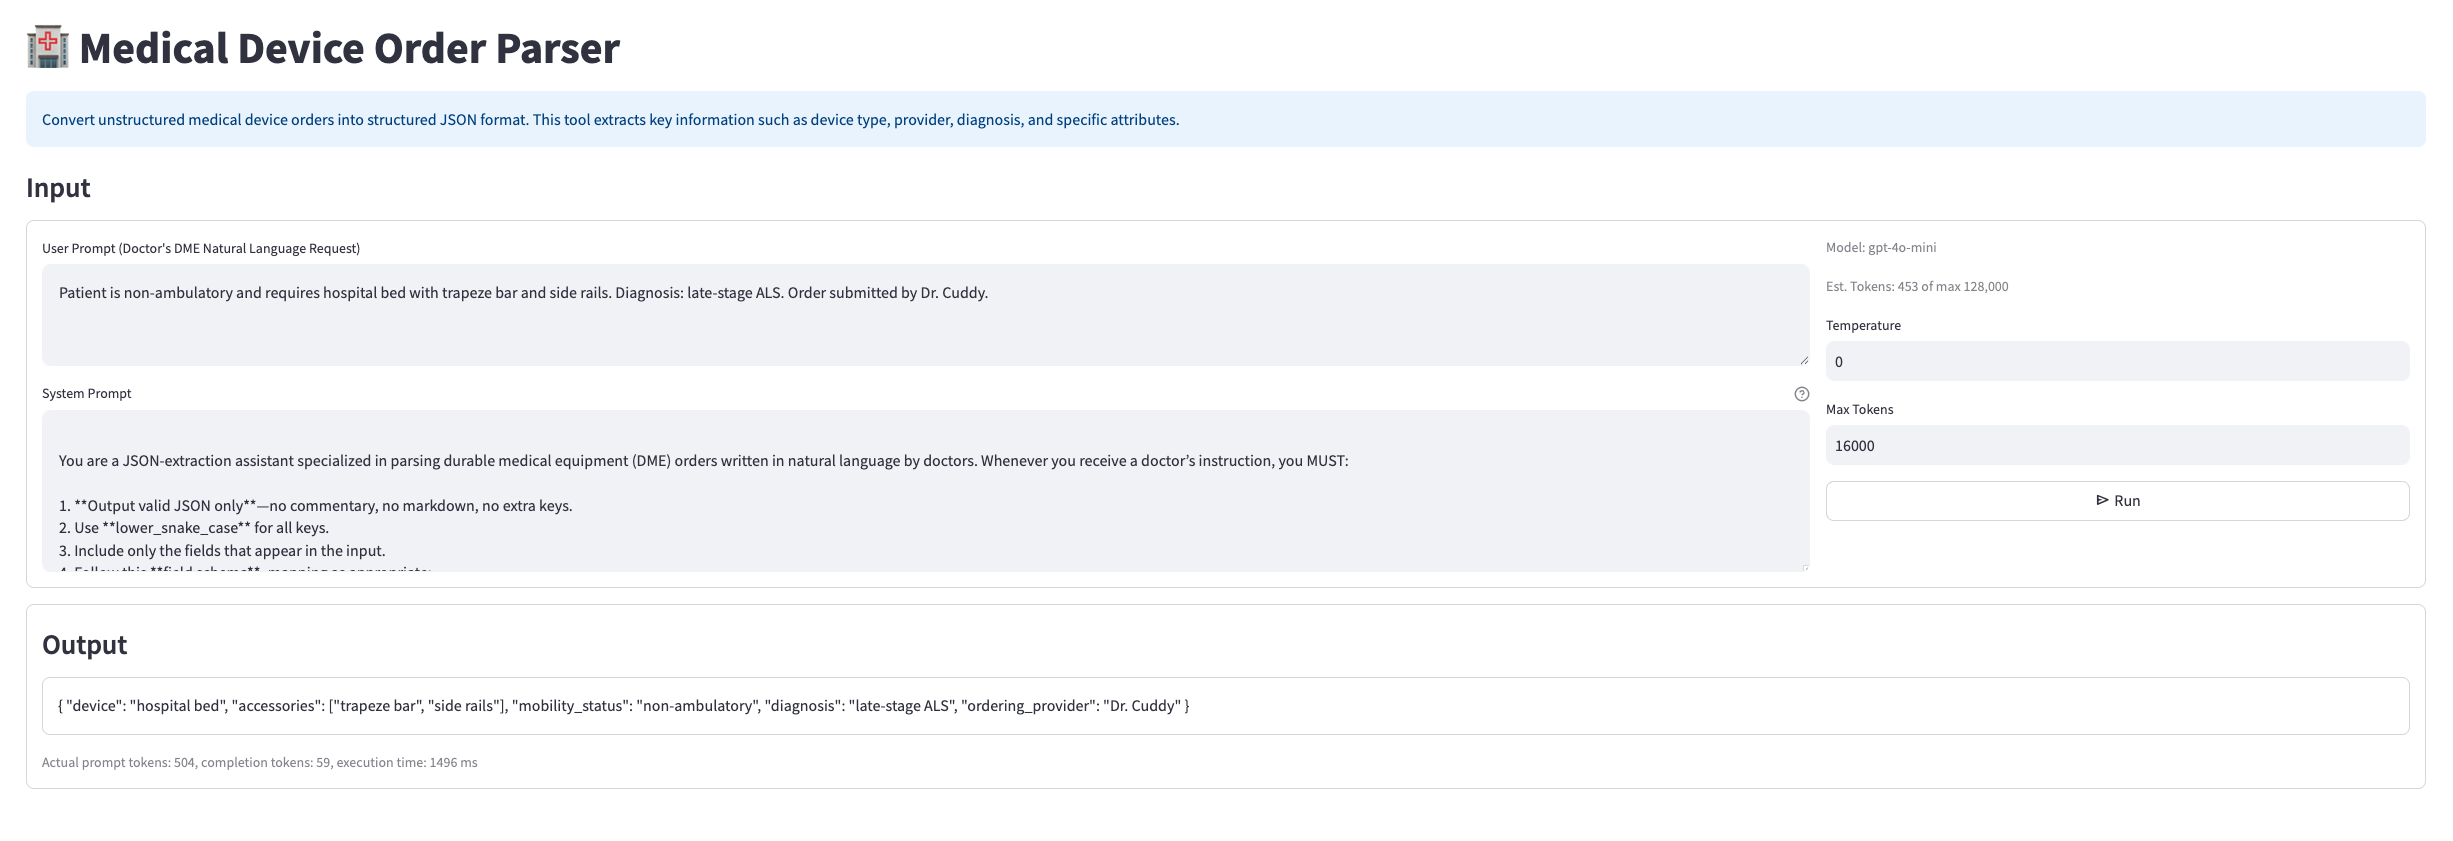 Medical Device Order Parser
Convert unstructured medical device orders into structured JSON format. This tool extracts key information such as device type, provider, diagnosis, and specific attributes.
Input
User Prompt (Doctor's DME Natural Language Request)
Patient is non-ambulatory and requires hospital bed with trapeze bar and side rails. Diagnosis: late-stage ALS. Order submitted by Dr. Cuddy.
System Prompt
You are a JSON-extraction assistant specialized in parsing durable medical equipment (DME) orders written in natural language by doctors. Whenever you receive a doctor’s instruction, you MUST:
1. **Output valid JSON only**—no commentary, no markdown, no extra keys.
2. Use **lower_snake_case** for all keys.
3. Include only the fields that appear in the input.
Model: gpt-4o-mini
Est. Tokens: 453 of max 128,000
Temperature
0
Max Tokens
16000
Run
Output
{ "device": "hospital bed", "accessories": ["trapeze bar", "side rails"], "mobility_status": "non-ambulatory", "diagnosis": "late-stage ALS", "ordering_provider": "Dr. Cuddy" }
Actual prompt tokens: 504, completion tokens: 59, execution time: 1496 ms